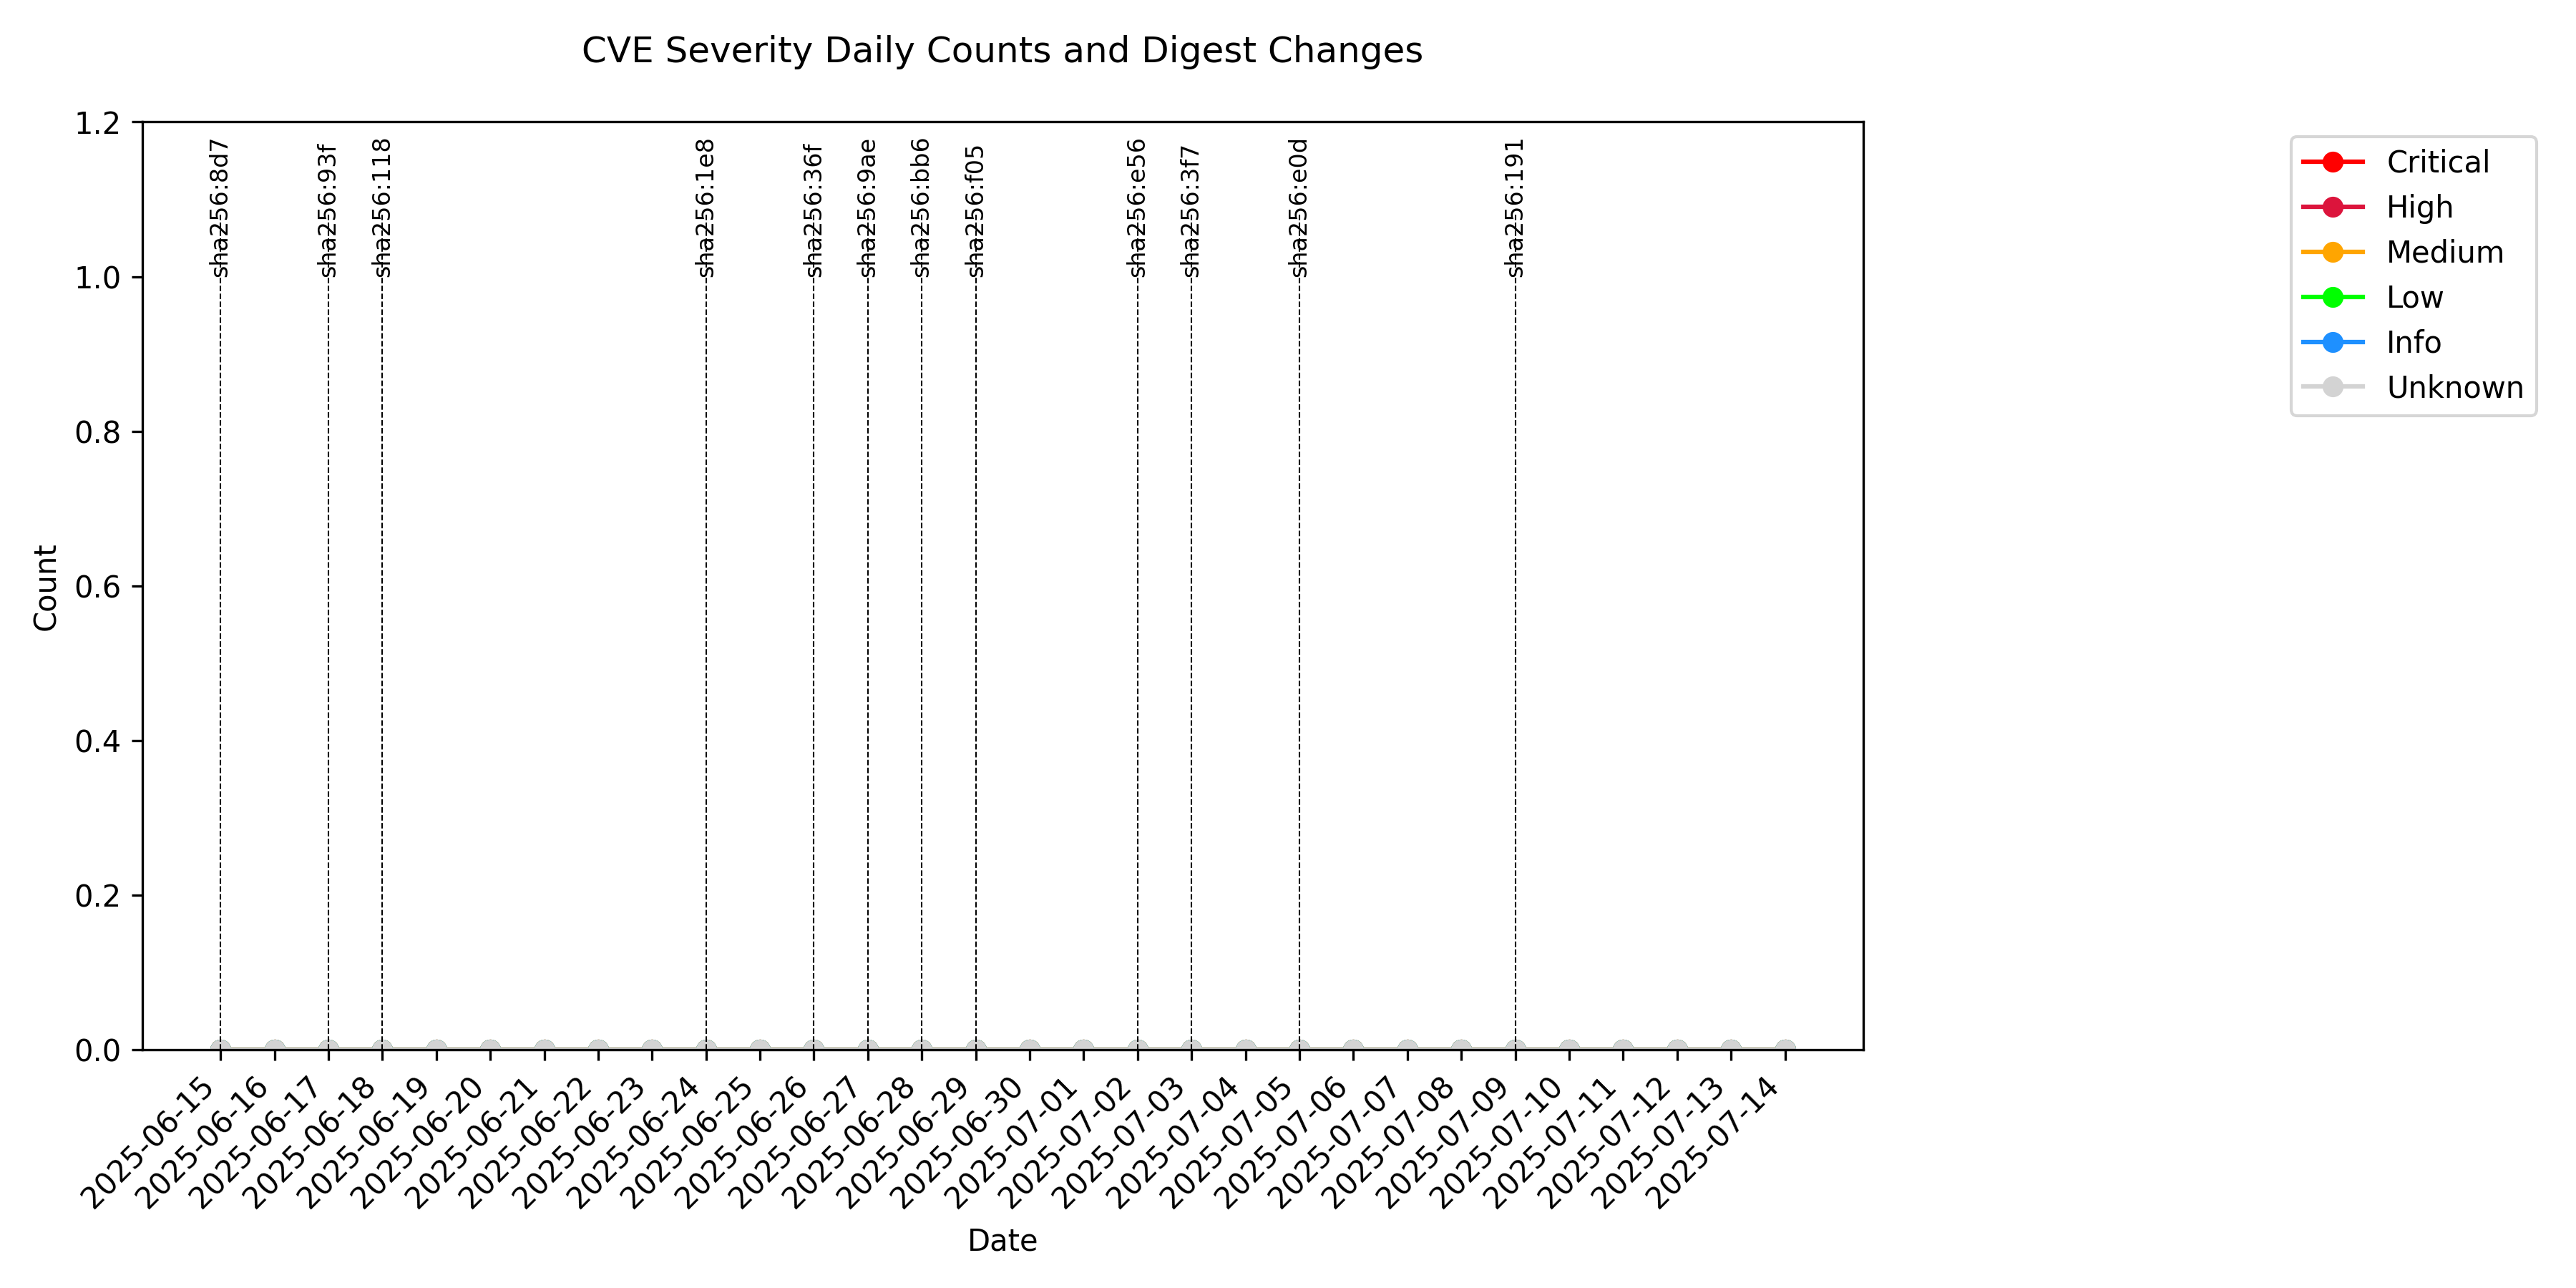 CVE Severity Daily Counts and Digest Changes
1.2
1.0
0.8
0.6
0.4
0.2
0.0
Count
sha256:8d7
sha256:93f
sha256:118
sha256:1e8
sha256:36f
sha256:9ae
sha256:bb6
sha256:f05
sha256:e56
sha256:3f7
sha256:e0d
sha256:191
Critical
High
Medium
Low
Info
Unknown
2025-06-15
2025-06-16
2025-06-17
2025-06-18
2025-06-19
2025-06-20
2025-06-21
2025-06-22
2025-06-23
2025-06-24
2025-06-25
2025-06-26
2025-06-27
2025-06-28
2025-06-29
2025-06-30
2025-07-01
2025-07-02
2025-07-03
2025-07-04
2025-07-05
2025-07-06
2025-07-07
2025-07-08
2025-07-09
2025-07-10
2025-07-11
2025-07-12
2025-07-13
2025-07-14
Date